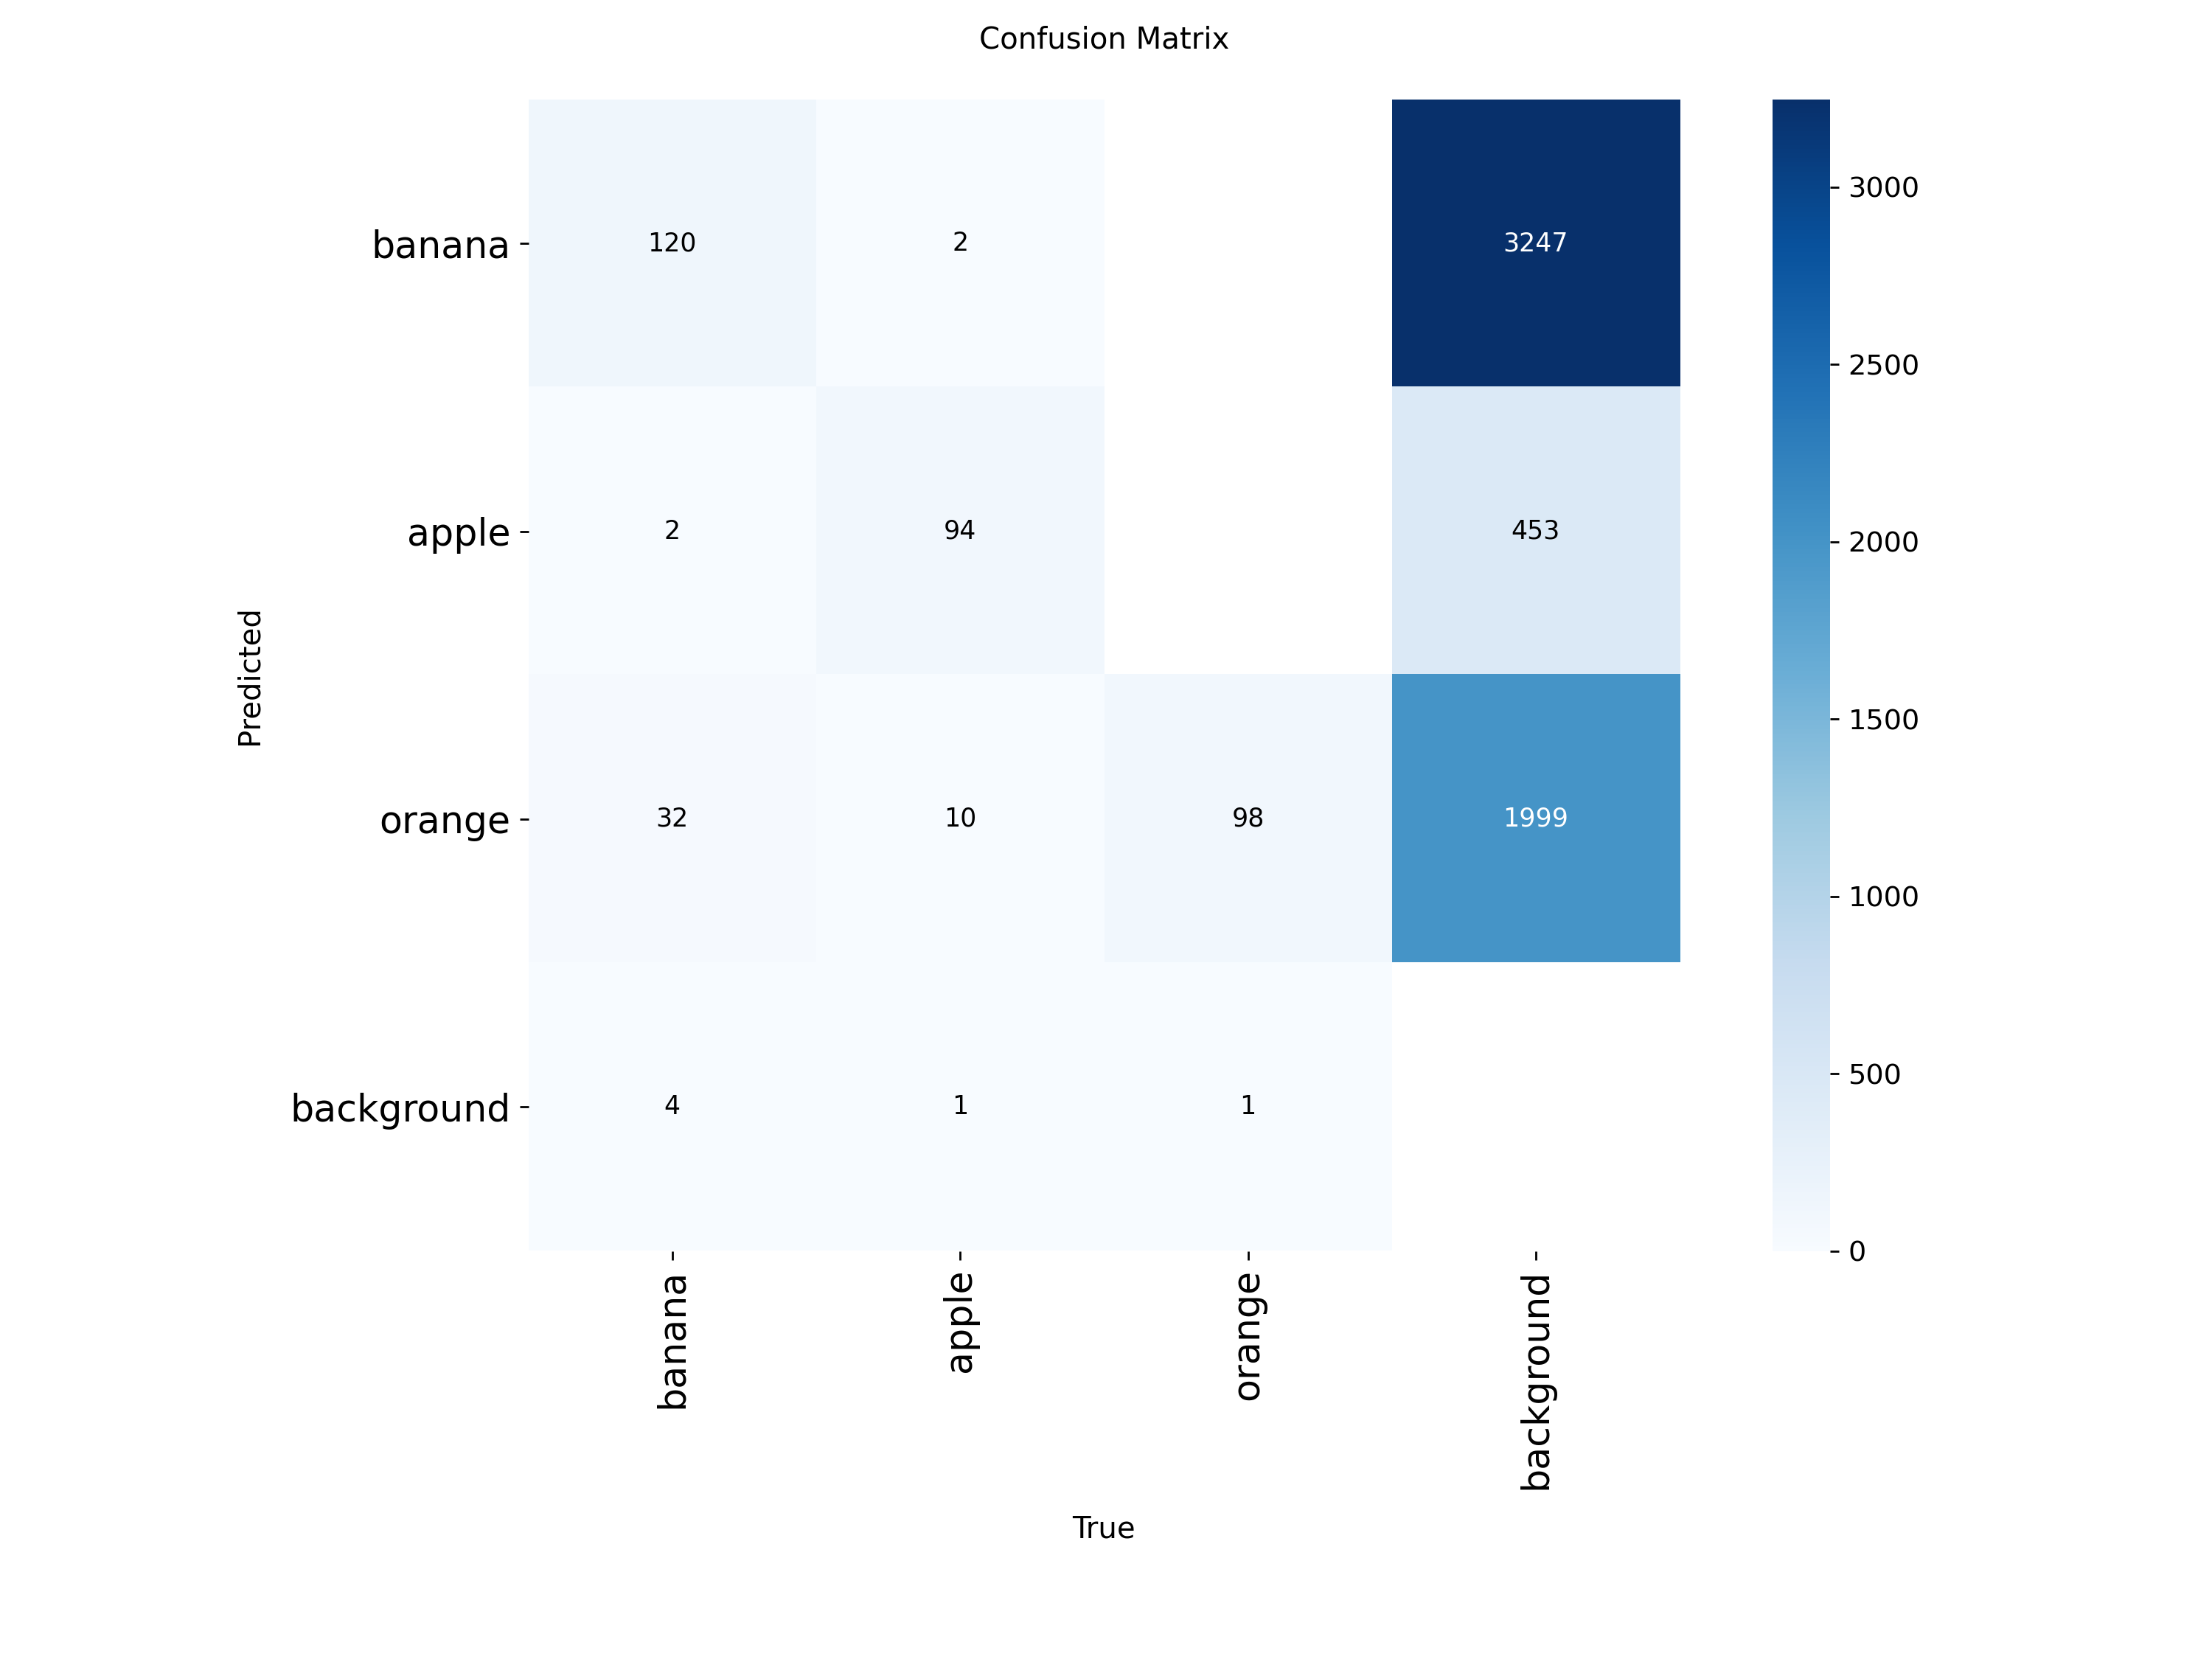 Confusion Matrix
banana 120 2 3247
apple 2 94 453
orange 32 10 98 1999
background 4 1 1
banana apple orange background
Predicted
True
3000
2500
2000
1500
1000
500
0